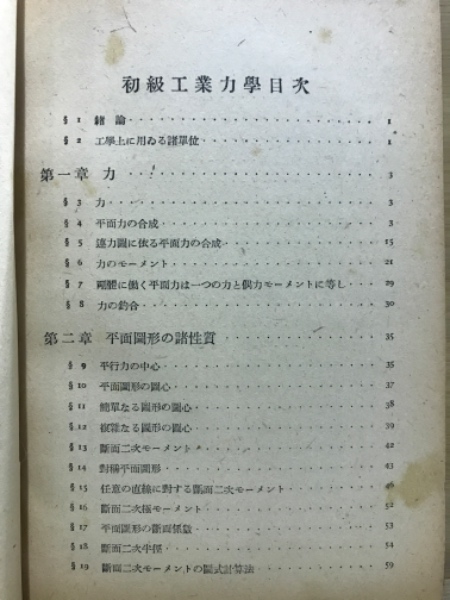 初級工業力學目次
§ 1 緒論 1
§ 2 工學上に用ゐる諸單位 1
第一章 力 3
§ 3 力 3
§ 4 平面力の合成 3
§ 5 連力圖に依る平面力の合成 15
§ 6 力のモーメント 21
§ 7 剛體に働く平面力は一つの力と偶力モーメントに等し 29
§ 8 力の釣合 30
第二章 平面圖形の諸性質 35
§ 9 平行力の中心 35
§ 10 平面圖形の圖心 37
§ 11 簡單なる圖形の圖心 38
§ 12 複雜なる圖形の圖心 39
§ 13 斷面二次モーメント 42
§ 14 對稱平面圖形 43
§ 15 任意の直線に對する斷面二次モーメント
§ 16 斷面二次極モーメント 52
§ 17 平面圖形の斷面係數 53
§ 18 斷面二次半徑 54
§ 19 斷面二次モーメントの圖式計算法 59